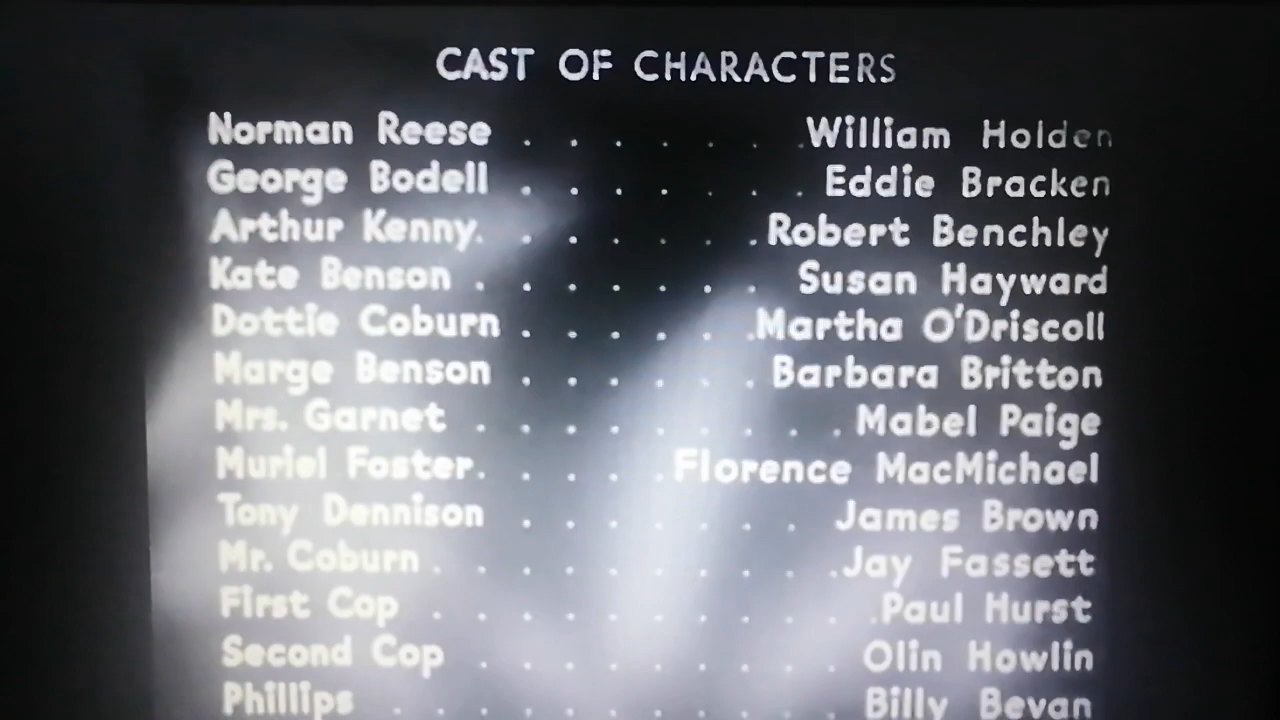 CAST OF CHARACTERS
Norman Reese . . . . . . . William Holden
George Bodell . . . . . . . Eddie Bracken
Arthur Kenny. . . . . . .Robert Benchley
Kate Benson . . . . . . . Susan Hayward
Dottie Coburn . . . . . .Martha O'Driscoll
Marge Benson . . . . . . Barbara Britton
Mrs. Garnet . . . . . . . . . Mabel Paige
Muriel Foster. . . . .Florence MacMichael
Tony Dennison . . . . . . . James Brown
Mr. Coburn . . . . . . . . . .Jay Fassett
First Cop . . . . . . . . . . .Paul Hurst
Second Cop . . . . . . . . . Olin Howlin
Phillips . . . . . . . . . . Billy Bevan